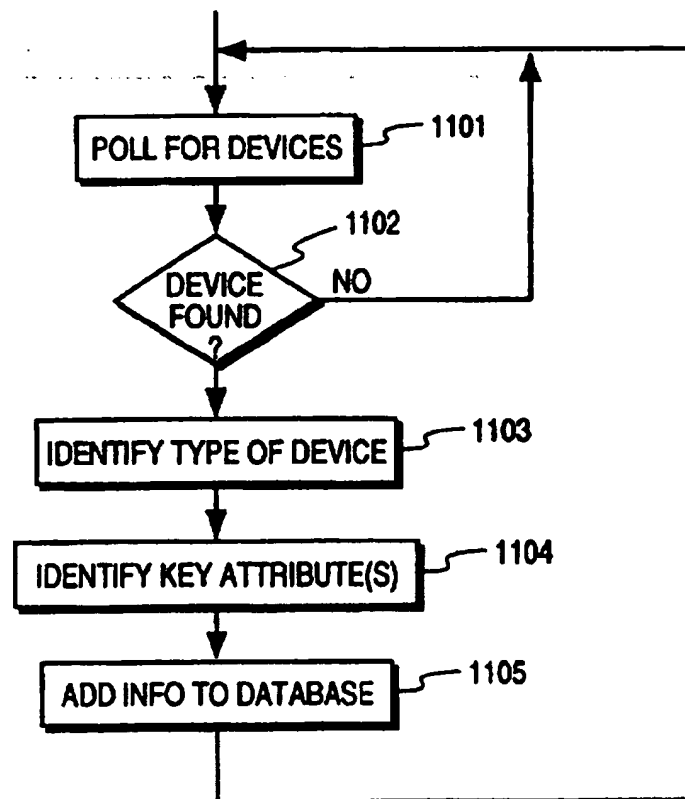 POLL FOR DEVICES
1101
1102
DEVICE
FOUND
?
NO
IDENTIFY TYPE OF DEVICE
1103
IDENTIFY KEY ATTRIBUTE(S)
1104
ADD INFO TO DATABASE
1105